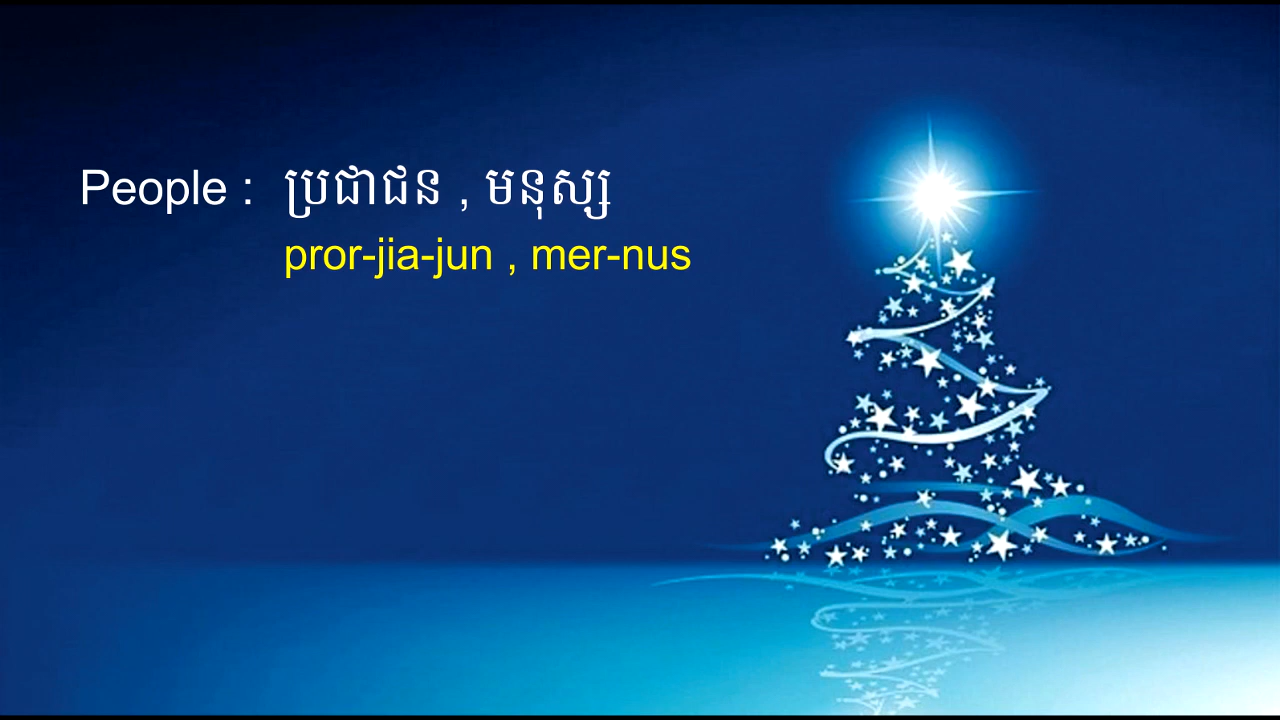 People : ប្រជាជន , មនុស្ស
pror-jia-jun , mer-nus